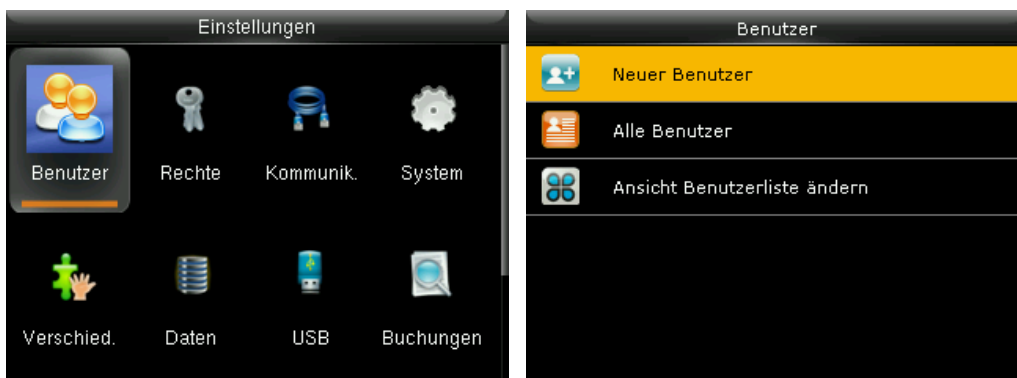 Einstellungen
Benutzer Rechte Kommunik. System
Verschied. Daten USB Buchungen
Benutzer
Neuer Benutzer
Alle Benutzer
Ansicht Benutzerliste ändern